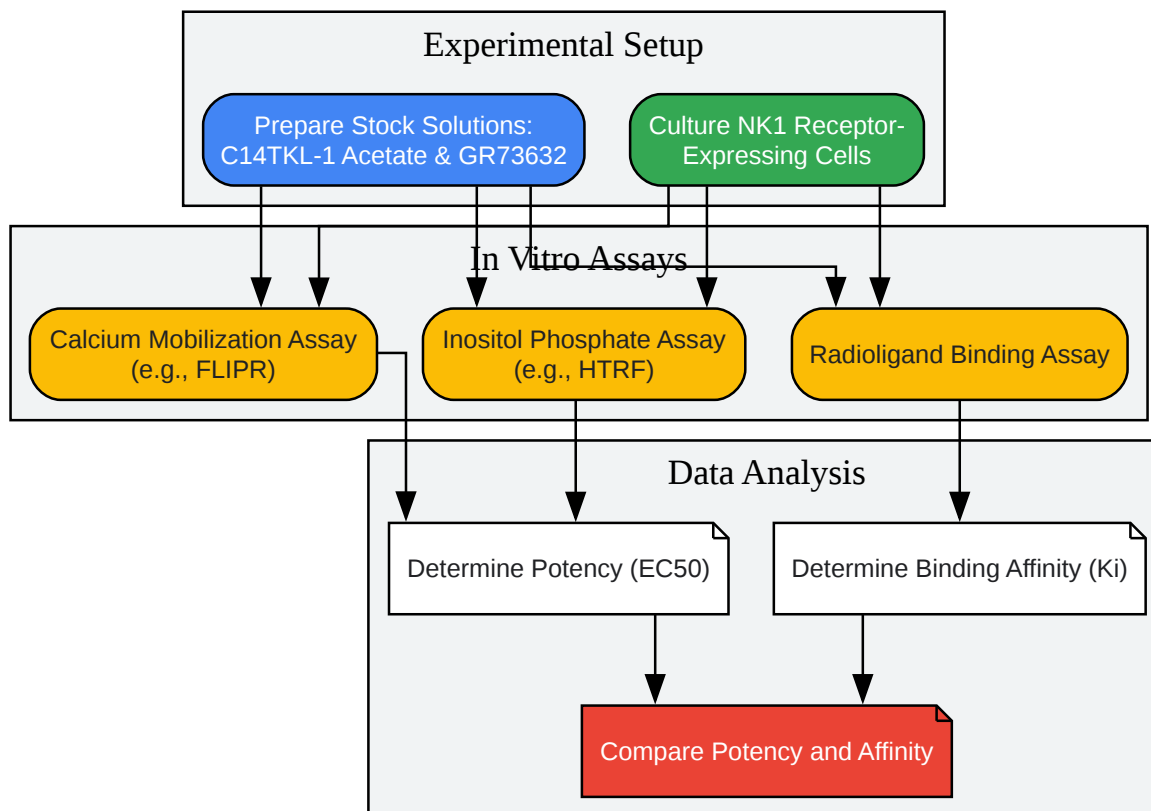 Experimental Setup
Prepare Stock Solutions:
C14TKL-1 Acetate & GR73632
Culture NK1 Receptor-
Expressing Cells
In Vitro Assays
Calcium Mobilization Assay
(e.g., FLIPR)
Inositol Phosphate Assay
(e.g., HTRF)
Radioligand Binding Assay
Data Analysis
Determine Potency (EC50)
Determine Binding Affinity (Ki)
Compare Potency and Affinity